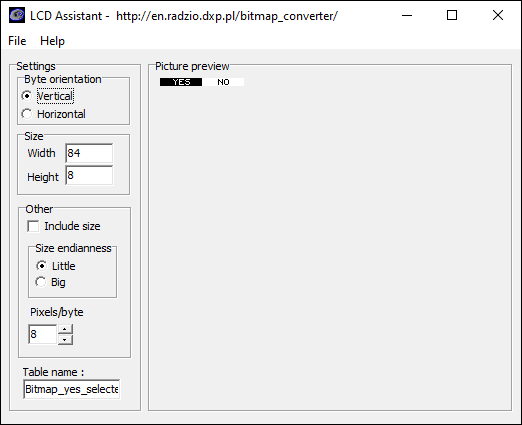 LCD Assistant -  http://en.radzio.dxp.pl/bitmap_converter/
File Help
Settings
Byte orientation
Vertical
Horizontal
Size
Width 84
Height 8
Other
Include size
Size endianness
Little
Big
Pixels/byte
8
Table name :
Bitmap_yes_selecte
Picture preview
YES NO